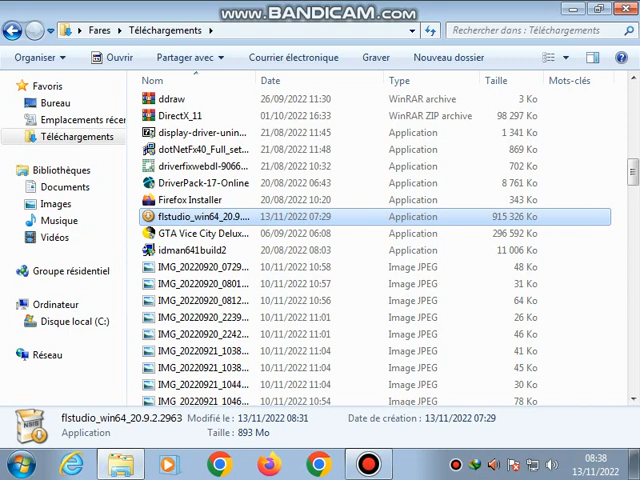 www.BANDICAM.com
Fares
Téléchargements
Rechercher dans : Téléchargements
Organiser
Ouvrir
Partager avec
Courrier électronique
Graver
Nouveau dossier
Nom
Date
Type
Taille
Mots-clés
Favoris
Bureau
Emplacements récen
Téléchargements
Bibliothèques
Documents
Images
Musique
Vidéos
Groupe résidentiel
Ordinateur
Disque local (C:)
Réseau
ddraw 26/09/2022 11:30 WinRAR archive 3 Ko
DirectX_11 01/10/2022 16:33 WinRAR ZIP archive 98 297 Ko
display-driver-unin... 21/08/2022 11:45 Application 1 341 Ko
dotNetFx40_Full_set... 21/08/2022 11:48 Application 869 Ko
driverfixwebdl-9066... 21/08/2022 10:32 Application 702 Ko
DriverPack-17-Online 20/08/2022 06:43 Application 8 761 Ko
Firefox Installer 20/08/2022 10:20 Application 343 Ko
flstudio_win64_20.9.... 13/11/2022 07:29 Application 915 326 Ko
GTA Vice City Delux... 06/09/2022 06:08 Application 296 592 Ko
idman641build2 20/08/2022 08:03 Application 11 006 Ko
IMG_20220920_0729... 10/11/2022 10:58 Image JPEG 48 Ko
IMG_20220920_0801... 10/11/2022 10:57 Image JPEG 31 Ko
IMG_20220920_0812... 10/11/2022 10:56 Image JPEG 64 Ko
IMG_20220920_2239... 10/11/2022 11:01 Image JPEG 57 Ko
IMG_20220920_2242... 10/11/2022 11:01 Image JPEG 46 Ko
IMG_20220921_1038... 10/11/2022 11:04 Image JPEG 41 Ko
IMG_20220921_1038... 10/11/2022 11:04 Image JPEG 45 Ko
IMG_20220921_1044... 10/11/2022 11:04 Image JPEG 30 Ko
IMG_20220921_1046... 10/11/2022 10:54 Image JPEG 78 Ko
NSIS
flstudio_win64_20.9.2.2963 Modifié le : 13/11/2022 08:31 Date de création : 13/11/2022 07:29
Application Taille : 893 Mo
08:38
13/11/2022